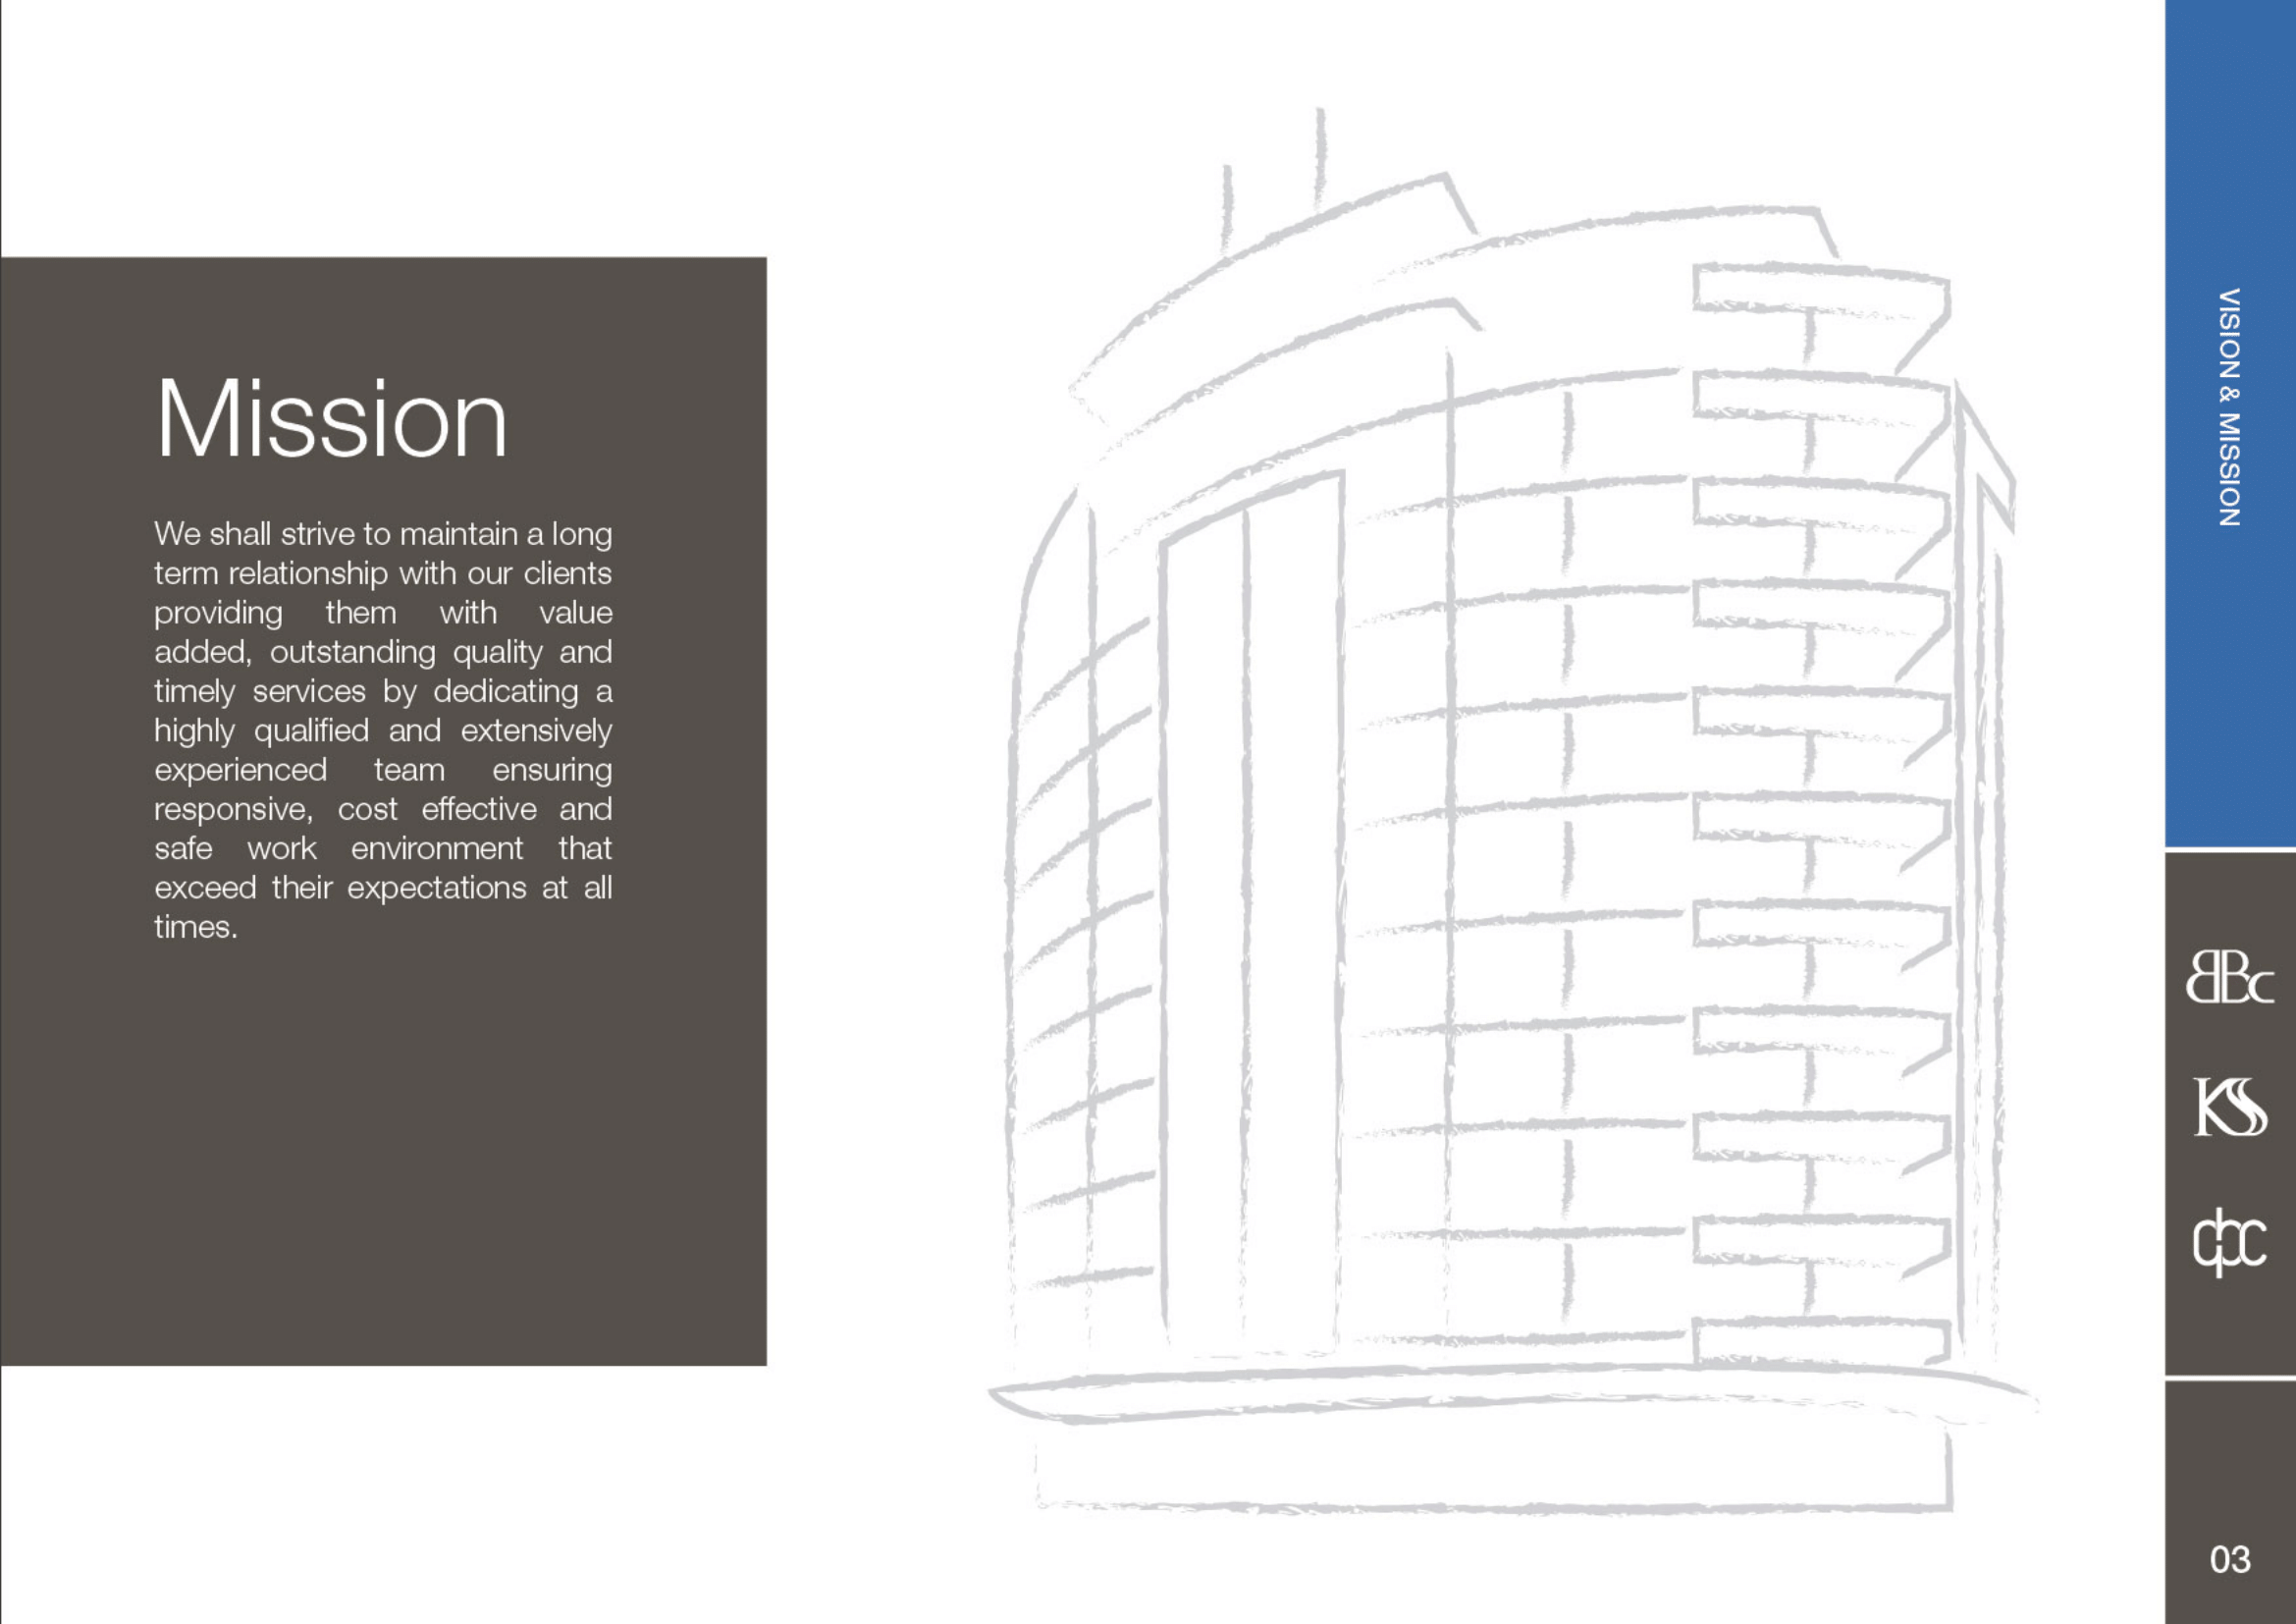 Mission
We shall strive to maintain a long
term relationship with our clients
providing them with value
added, outstanding quality and
timely services by dedicating a
highly qualified and extensively
experienced team ensuring
responsive, cost effective and
safe work environment that
exceed their expectations at all
times.
VISION & MISSION
BBc
KS
cpc
03